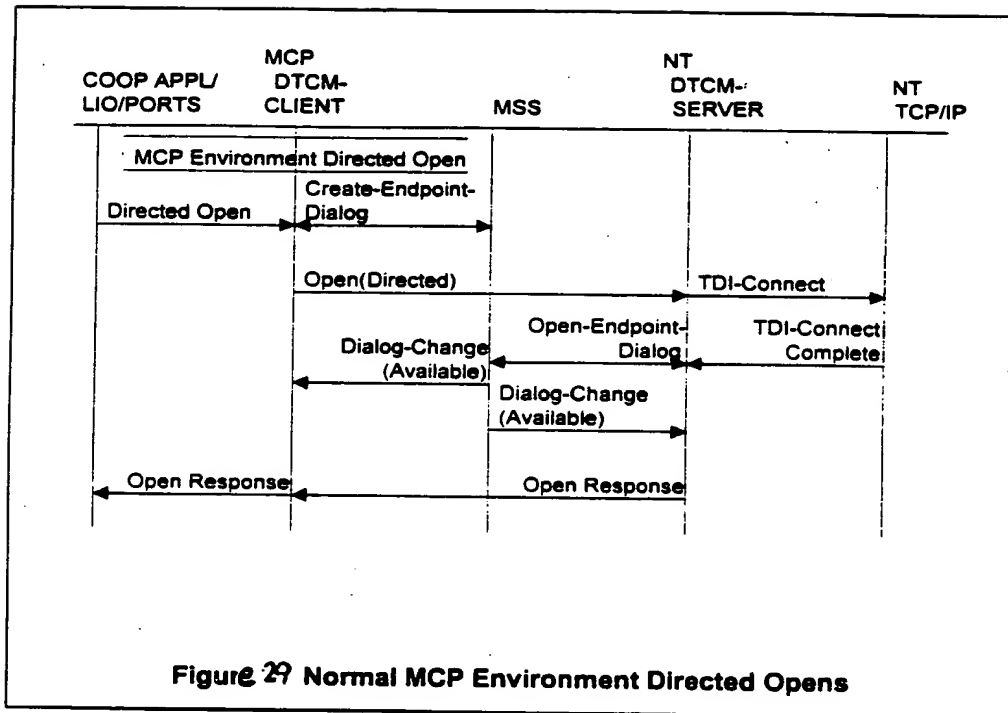 COOP APPL/
LIO/PORTS
MCP
DTCM-
CLIENT
MSS
NT
DTCM-
SERVER
NT
TCP/IP
MCP Environment Directed Open
Directed Open
Create-Endpoint-
Dialog
Open(Directed)
TDI-Connect
Dialog-Change
(Available)
Open-Endpoint-
Dialog
TDI-Connect
Complete
Dialog-Change
(Available)
Open Response
Open Response
Figure 29 Normal MCP Environment Directed Opens